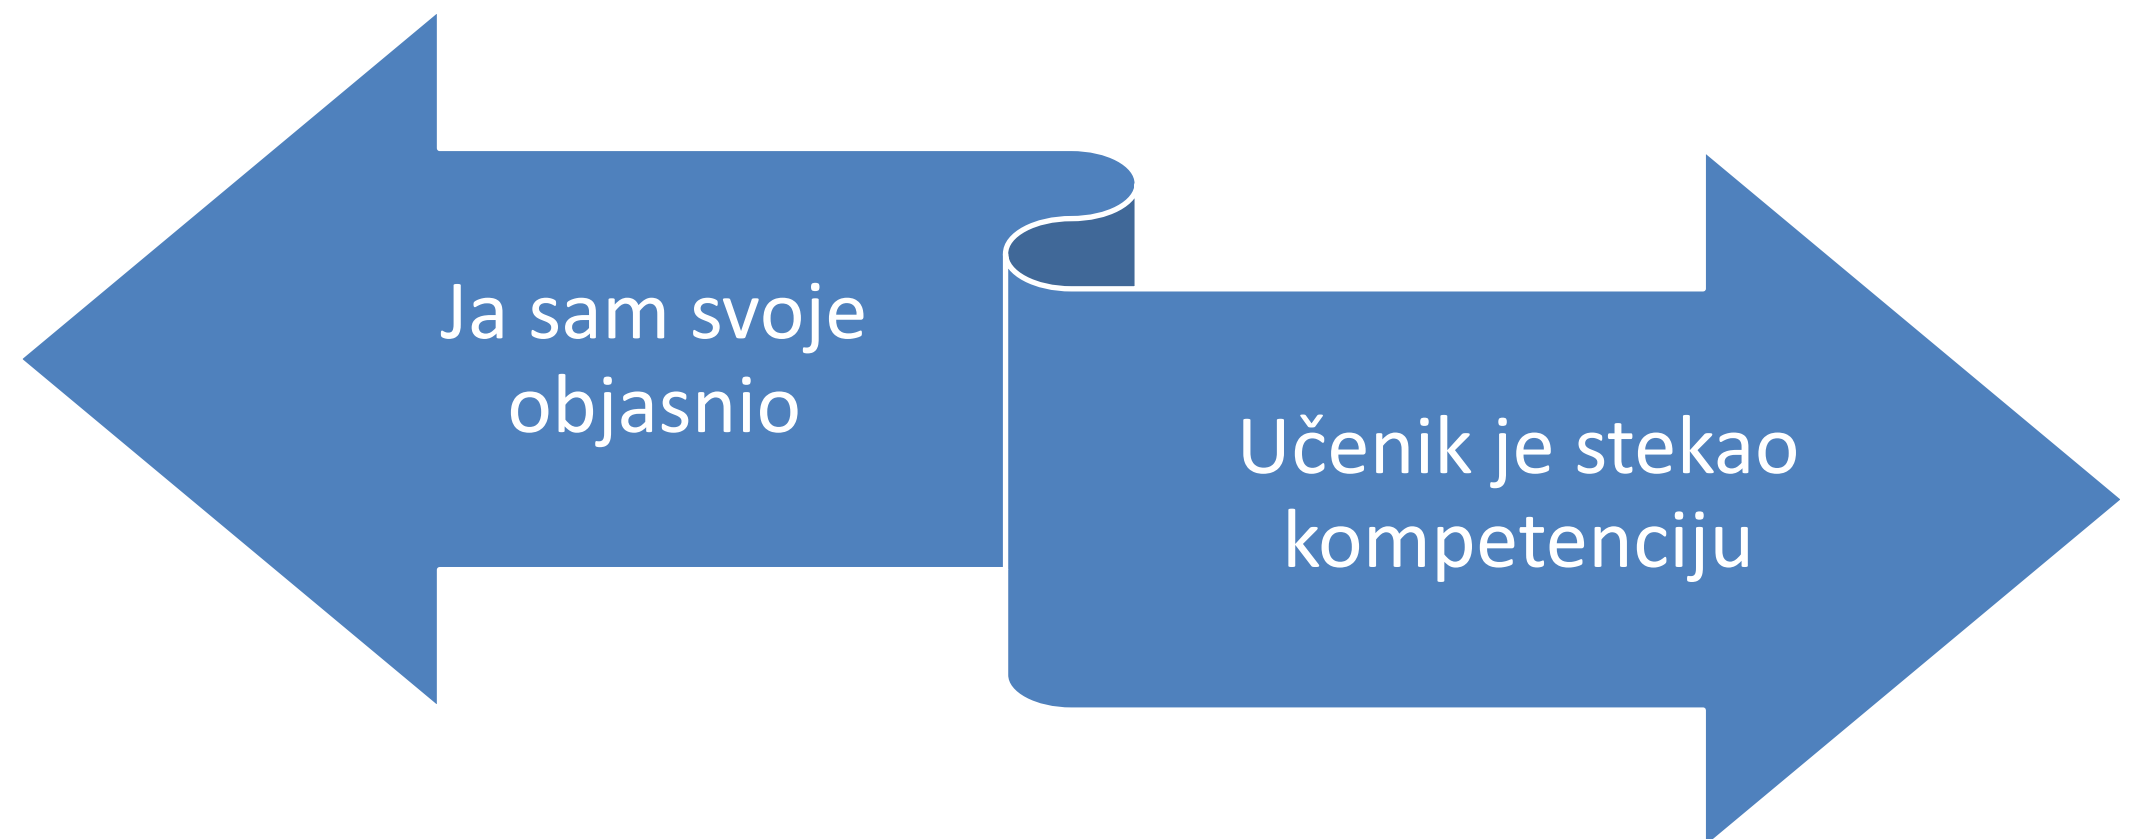 Ja sam svoje
objasnio
Učenik je stekao
kompetenciju